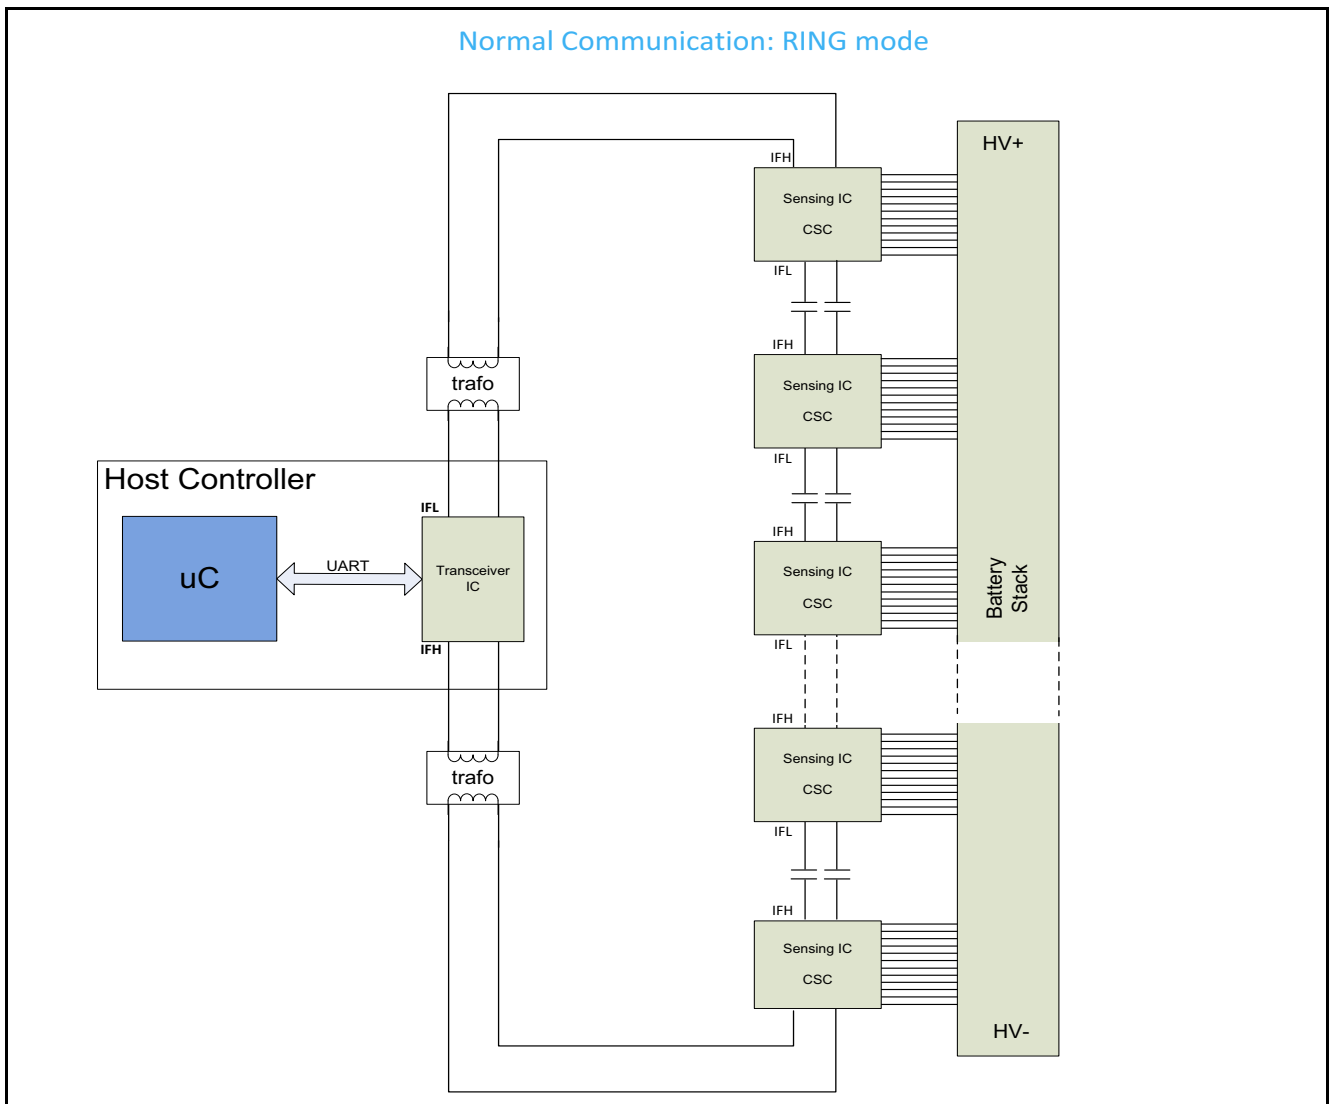 Normal Communication: RING mode
HV+
IFH
Sensing IC
CSC
IFL
IFH
trafo
Sensing IC
CSC
IFL
Host Controller
IFL
IFH
uC
UART
Transceiver
IC
Sensing IC
CSC
Battery
Stack
IFH
IFL
IFH
trafo
Sensing IC
CSC
IFL
IFH
Sensing IC
CSC
HV-